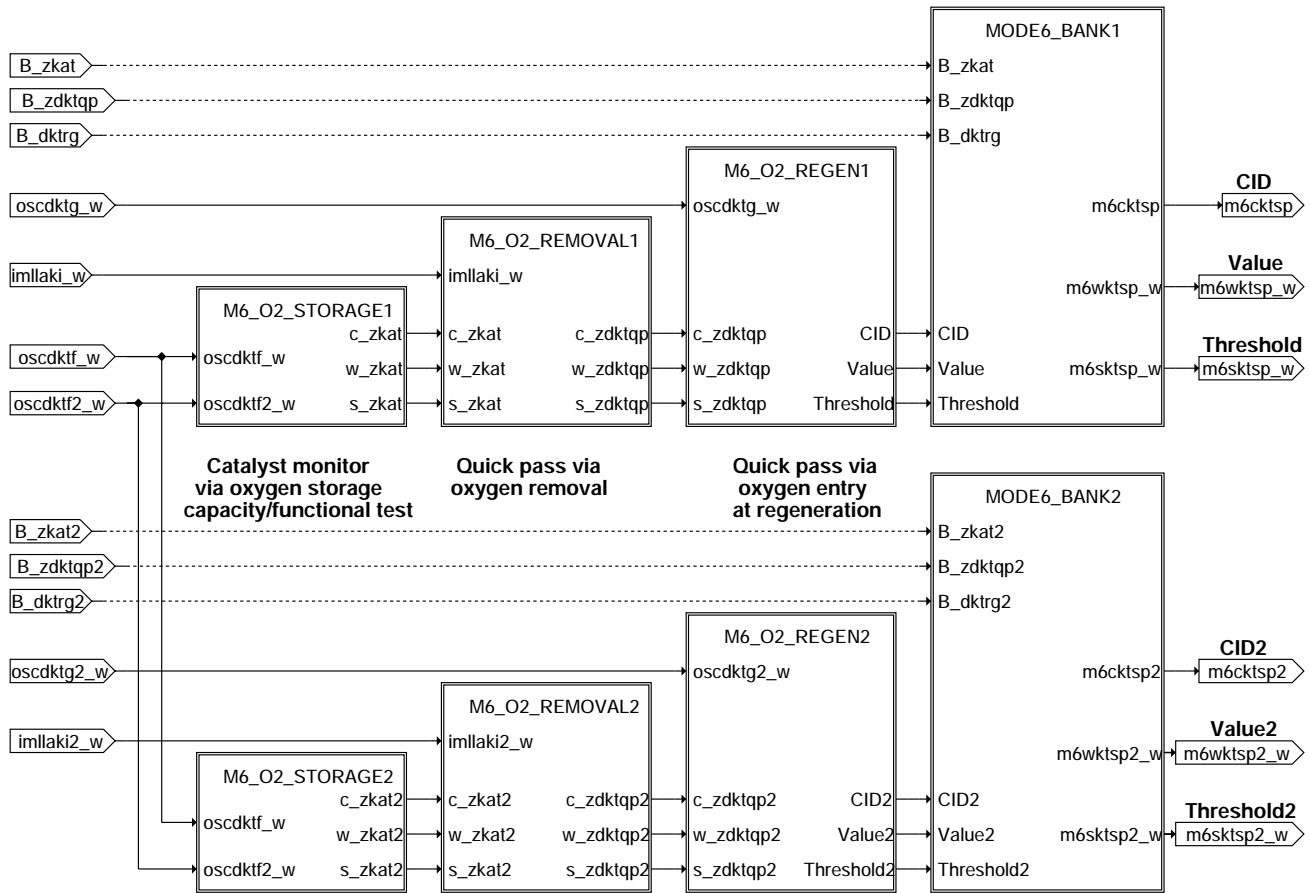 MODE6_BANK1
B_zkat
B_zkat
B_zdktqp
B_zdktqp
B_dktrg
B_dktrg
M6_O2_REGEN1
CID
oscdktg_w
oscdktg_w
m6cktsp
m6cktsp
M6_O2_REMOVAL1
Value
imllaki_w
imllaki_w
m6wktsp_w
m6wktsp_w
M6_O2_STORAGE1
c_zkat
c_zkat
c_zdktqp
c_zdktqp
CID
CID
Threshold
oscdktf_w
oscdktf_w
w_zkat
w_zkat
w_zdktqp
w_zdktqp
Value
Value
m6sktsp_w
m6sktsp_w
oscdktf2_w
oscdktf2_w
s_zkat
s_zkat
s_zdktqp
s_zdktqp
Threshold
Threshold
Catalyst monitor
via oxygen storage
capacity/functional test
Quick pass via
oxygen removal
Quick pass via
oxygen entry
at regeneration
MODE6_BANK2
B_zkat2
B_zkat2
B_zdktqp2
B_zdktqp2
B_dktrg2
B_dktrg2
M6_O2_REGEN2
CID2
oscdktg2_w
oscdktg2_w
m6cktsp2
m6cktsp2
M6_O2_REMOVAL2
Value2
imllaki2_w
imllaki2_w
m6wktsp2_w
m6wktsp2_w
M6_O2_STORAGE2
c_zkat2
c_zkat2
c_zdktqp2
c_zdktqp2
CID2
CID2
Threshold2
oscdktf_w
w_zkat2
w_zkat2
w_zdktqp2
w_zdktqp2
Value2
Value2
m6sktsp2_w
m6sktsp2_w
oscdktf2_w
s_zkat2
s_zkat2
s_zdktqp2
s_zdktqp2
Threshold2
Threshold2